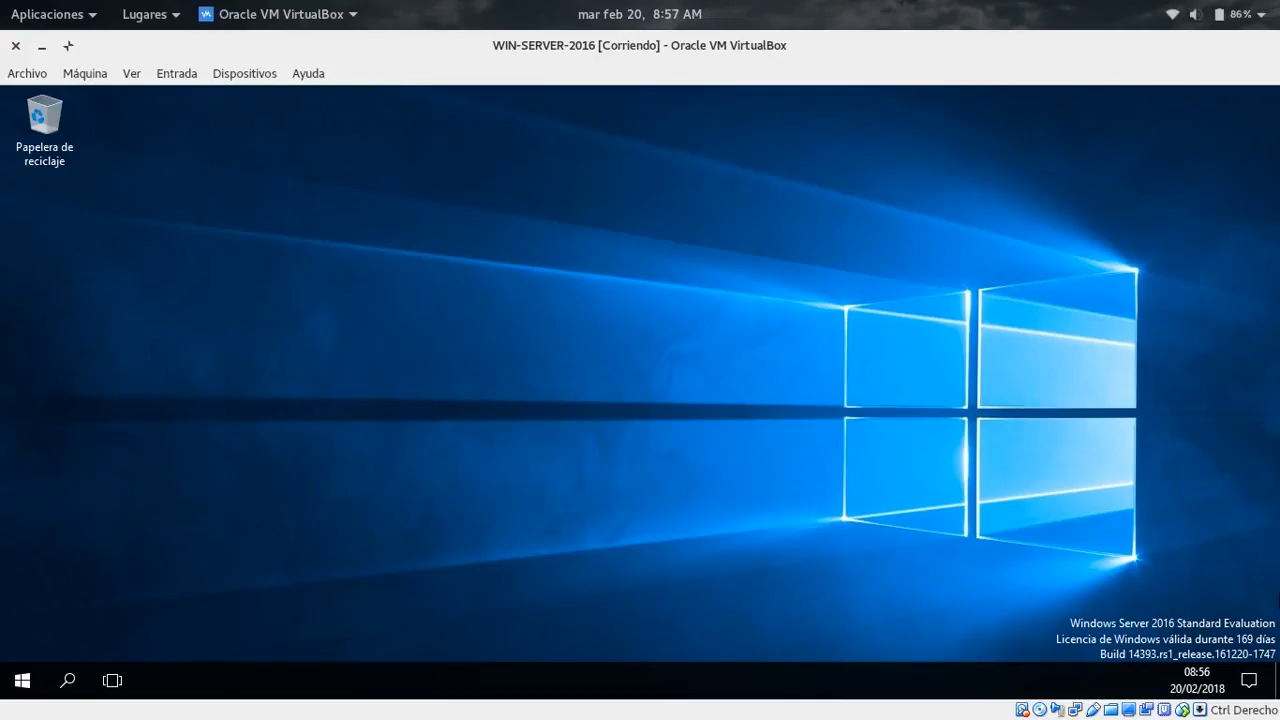 Aplicaciones Lugares Oracle VM VirtualBox mar feb 20, 8:57 AM 86%
WIN-SERVER-2016 [Corriendo] - Oracle VM VirtualBox
Archivo Máquina Ver Entrada Dispositivos Ayuda
Papelera de
reciclaje
Windows Server 2016 Standard Evaluation
Licencia de Windows válida durante 169 días
Build 14393.rs1_release.161220-1747
08:56
20/02/2018
Ctrl Derecho